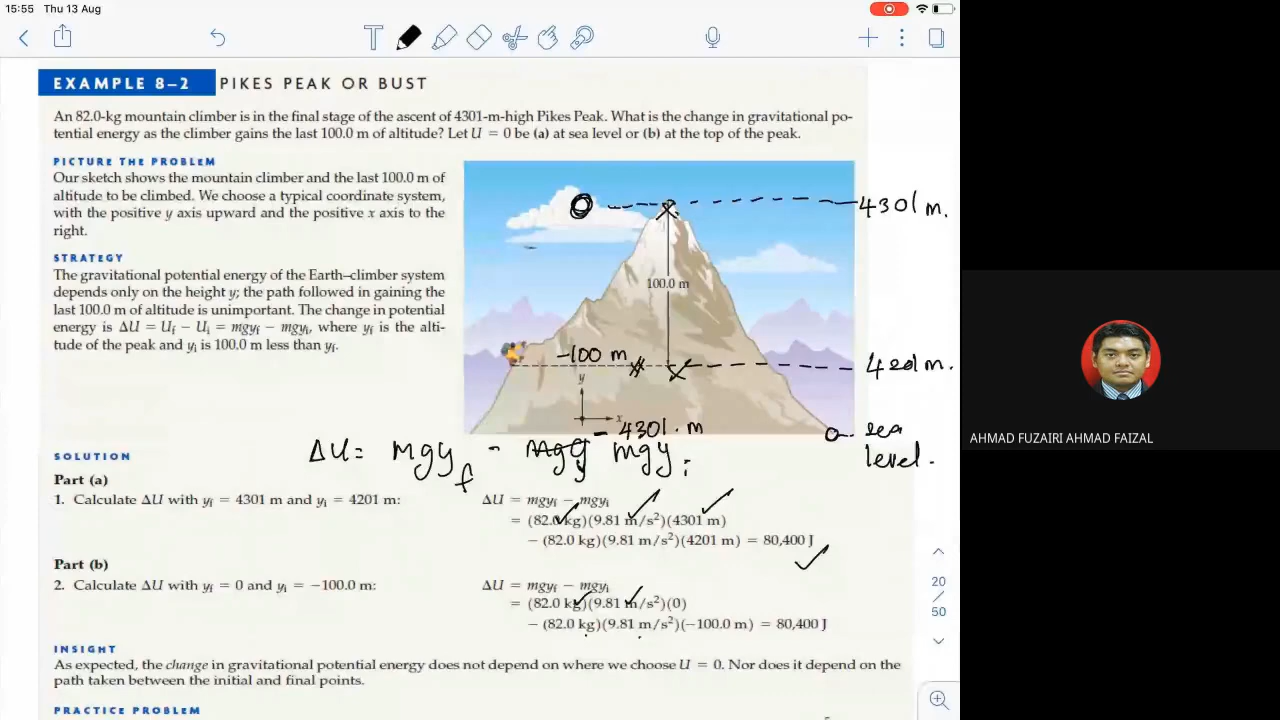 15:55 Thu 13 Aug
EXAMPLE 8–2 PIKES PEAK OR BUST
An 82.0-kg mountain climber is in the final stage of the ascent of 4301-m-high Pikes Peak. What is the change in gravitational po-
tential energy as the climber gains the last 100.0 m of altitude? Let U = 0 be (a) at sea level or (b) at the top of the peak.
PICTURE THE PROBLEM
Our sketch shows the mountain climber and the last 100.0 m of
altitude to be climbed. We choose a typical coordinate system,
with the positive y axis upward and the positive x axis to the
right.
STRATEGY
The gravitational potential energy of the Earth–climber system
depends only on the height y; the path followed in gaining the
last 100.0 m of altitude is unimportant. The change in potential
energy is ΔU = Uf − Ui = mgyf − mgyi, where yf is the alti-
tude of the peak and yi is 100.0 m less than yf.
0
4301 m.
100.0 m
-100 m
4201 m.
y
x
- 4301. m
sea
level.
ΔU = mgyf - mgy mgyi
SOLUTION
Part (a)
1. Calculate ΔU with yf = 4301 m and yi = 4201 m:
ΔU = mgyf − mgyi
= (82.0 kg)(9.81 m/s²)(4301 m)
− (82.0 kg)(9.81 m/s²)(4201 m) = 80,400 J
Part (b)
2. Calculate ΔU with yf = 0 and yi = −100.0 m:
ΔU = mgyf − mgyi
= (82.0 kg)(9.81 m/s²)(0)
− (82.0 kg)(9.81 m/s²)(−100.0 m) = 80,400 J
INSIGHT
As expected, the change in gravitational potential energy does not depend on where we choose U = 0. Nor does it depend on the
path taken between the initial and final points.
PRACTICE PROBLEM
20
/
50
AHMAD FUZAIRI AHMAD FAIZAL